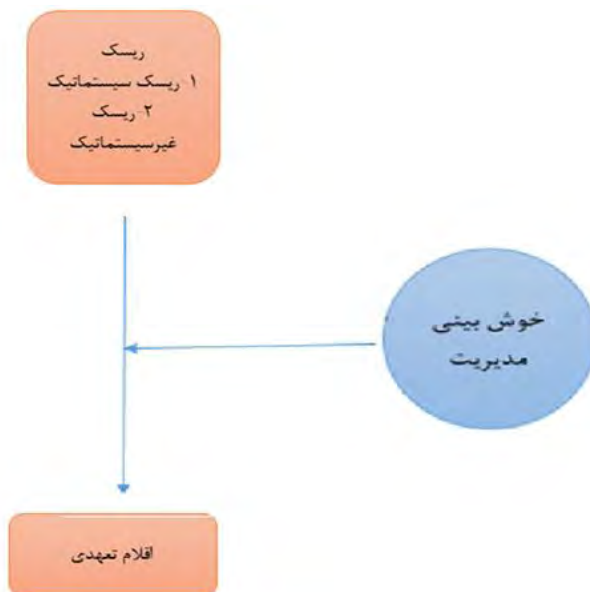 ریسک
۱-ریسک سیستماتیک
۲-ریسک
غیرسیستماتیک
خوش بینی
مدیریت
اقلام تعهدی